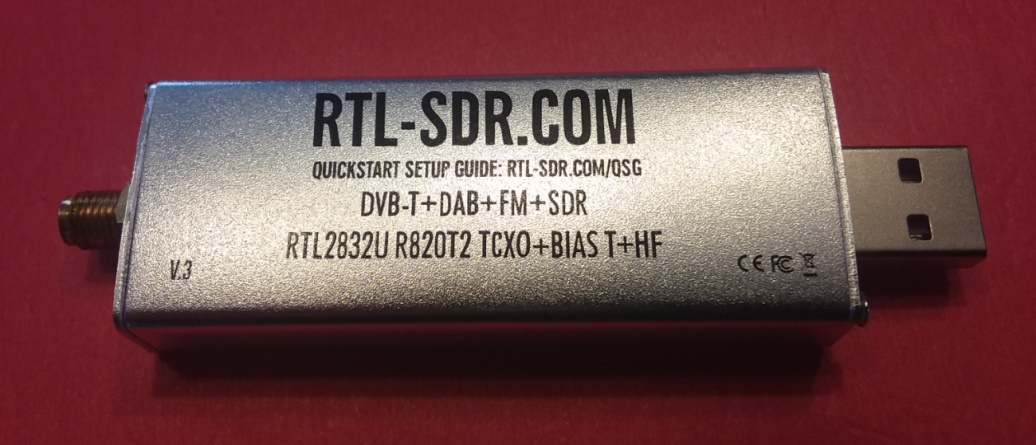 RTL-SDR.COM
QUICKSTART SETUP GUIDE: RTL-SDR.COM/QSG
DVB-T+DAB+FM+SDR
RTL2832U R820T2 TCXO+BIAS T+HF
V.3
CE FC